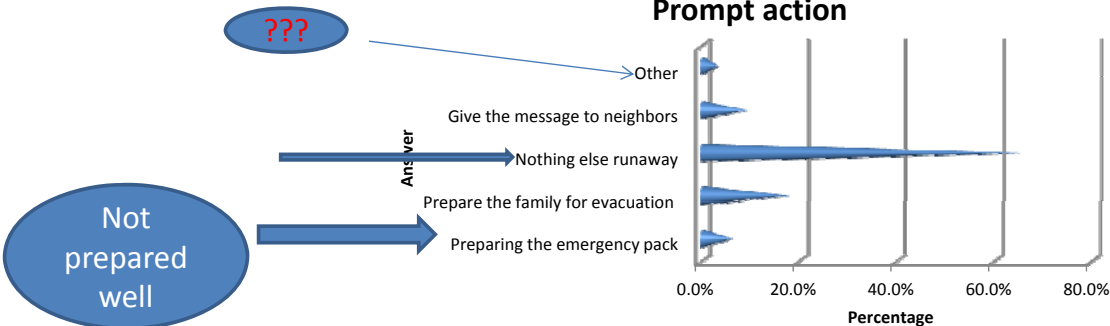 Prompt action
???
Other
Give the message to neighbors
Nothing else runaway
Prepare the family for evacuation
Preparing the emergency pack
Answer
Not
prepared
well
0.0%
20.0%
40.0%
60.0%
80.0%
Percentage